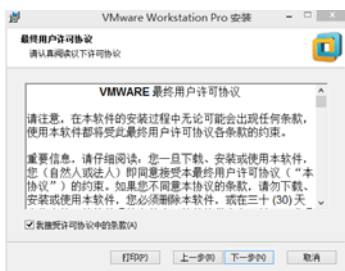 VMware Workstation Pro 安装
最终用户许可协议
请认真阅读以下许可协议
VMWARE 最终用户许可协议
请注意，在本软件的安装过程中无论可能会出现任何条款，
使用本软件都将受此最终用户许可协议各条款的约束。
重要信息，请仔细阅读：您一旦下载、安装或使用本软件，
您（自然人或法人）即同意接受本最终用户许可协议（“本
协议”）的约束。如果您不同意本协议的条款，请勿下载、
安装或使用本软件，您必须删除本软件，或在三十 (30) 天
我接受许可协议中的条款(A)
打印(P)
上一步(B)
下一步(N)
取消